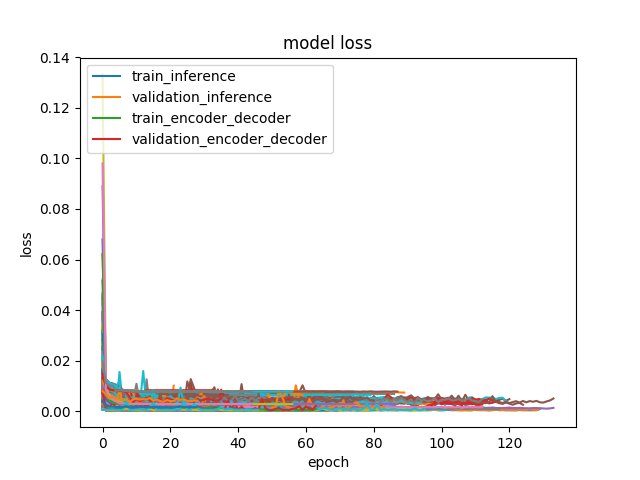 model loss
0.14
0.12
0.10
0.08
0.06
0.04
0.02
0.00
loss
train_inference
validation_inference
train_encoder_decoder
validation_encoder_decoder
0 20 40 60 80 100 120
epoch